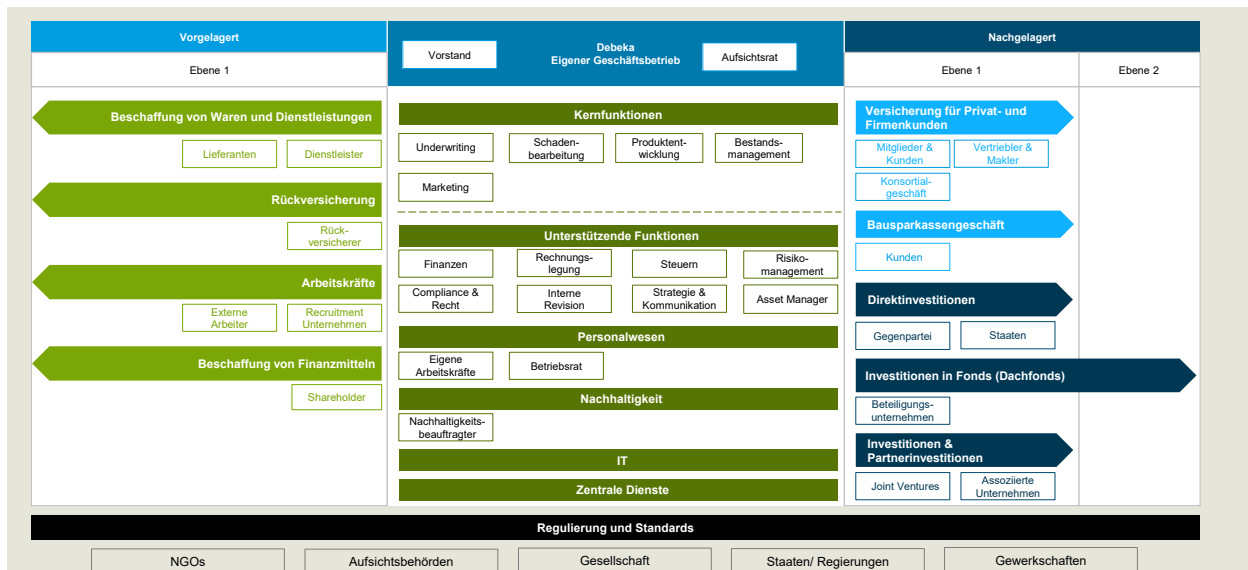 Vorgelagert
Ebene 1
Beschaffung von Waren und Dienstleistungen
Lieferanten
Dienstleister
Rückversicherung
Rück-
versicherer
Arbeitskräfte
Externe
Arbeiter
Recruitment
Unternehmen
Beschaffung von Finanzmitteln
Shareholder
Vorstand
Debeka
Eigener Geschäftsbetrieb
Aufsichtsrat
Kernfunktionen
Underwriting
Schaden-
bearbeitung
Produktent-
wicklung
Bestands-
management
Marketing
Unterstützende Funktionen
Finanzen
Rechnungs-
legung
Steuern
Risiko-
management
Compliance &
Recht
Interne
Revision
Strategie &
Kommunikation
Asset Manager
Personalwesen
Eigene
Arbeitskräfte
Betriebsrat
Nachhaltigkeit
Nachhaltigkeits-
beauftragter
IT
Zentrale Dienste
Nachgelagert
Ebene 1
Ebene 2
Versicherung für Privat- und
Firmenkunden
Mitglieder &
Kunden
Vertriebler &
Makler
Konsortial-
geschäft
Bausparkassengeschäft
Kunden
Direktinvestitionen
Gegenpartei
Staaten
Investitionen in Fonds (Dachfonds)
Beteiligungs-
unternehmen
Investitionen &
Partnerinvestitionen
Joint Ventures
Assoziierte
Unternehmen
Regulierung und Standards
NGOs
Aufsichtsbehörden
Gesellschaft
Staaten/ Regierungen
Gewerkschaften